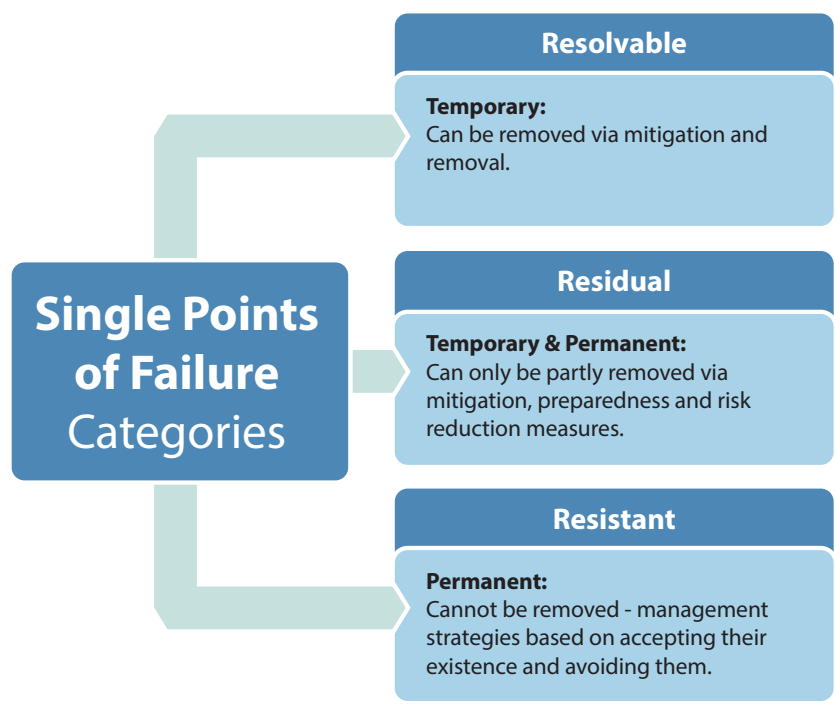 Resolvable
Temporary:
Can be removed via mitigation and
removal.
Single Points
of Failure
Categories
Residual
Temporary & Permanent:
Can only be partly removed via
mitigation, preparedness and risk
reduction measures.
Resistant
Permanent:
Cannot be removed - management
strategies based on accepting their
existence and avoiding them.